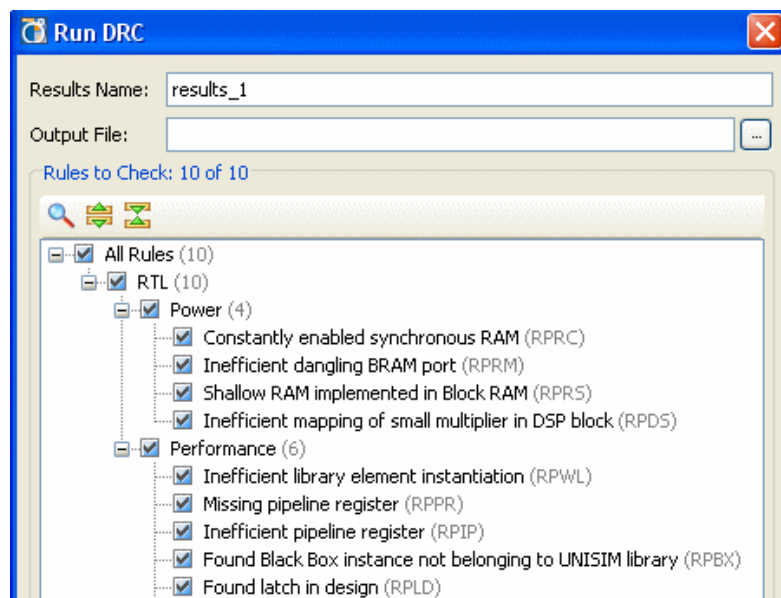 Run DRC
Results Name: results_1
Output File: ...
Rules to Check: 10 of 10
All Rules (10)
RTL (10)
Power (4)
Constantly enabled synchronous RAM (RPRC)
Inefficient dangling BRAM port (RPRM)
Shallow RAM implemented in Block RAM (RPRS)
Inefficient mapping of small multiplier in DSP block (RPDS)
Performance (6)
Inefficient library element instantiation (RPWL)
Missing pipeline register (RPPR)
Inefficient pipeline register (RPIP)
Found Black Box instance not belonging to UNISIM library (RPBX)
Found latch in design (RPLD)